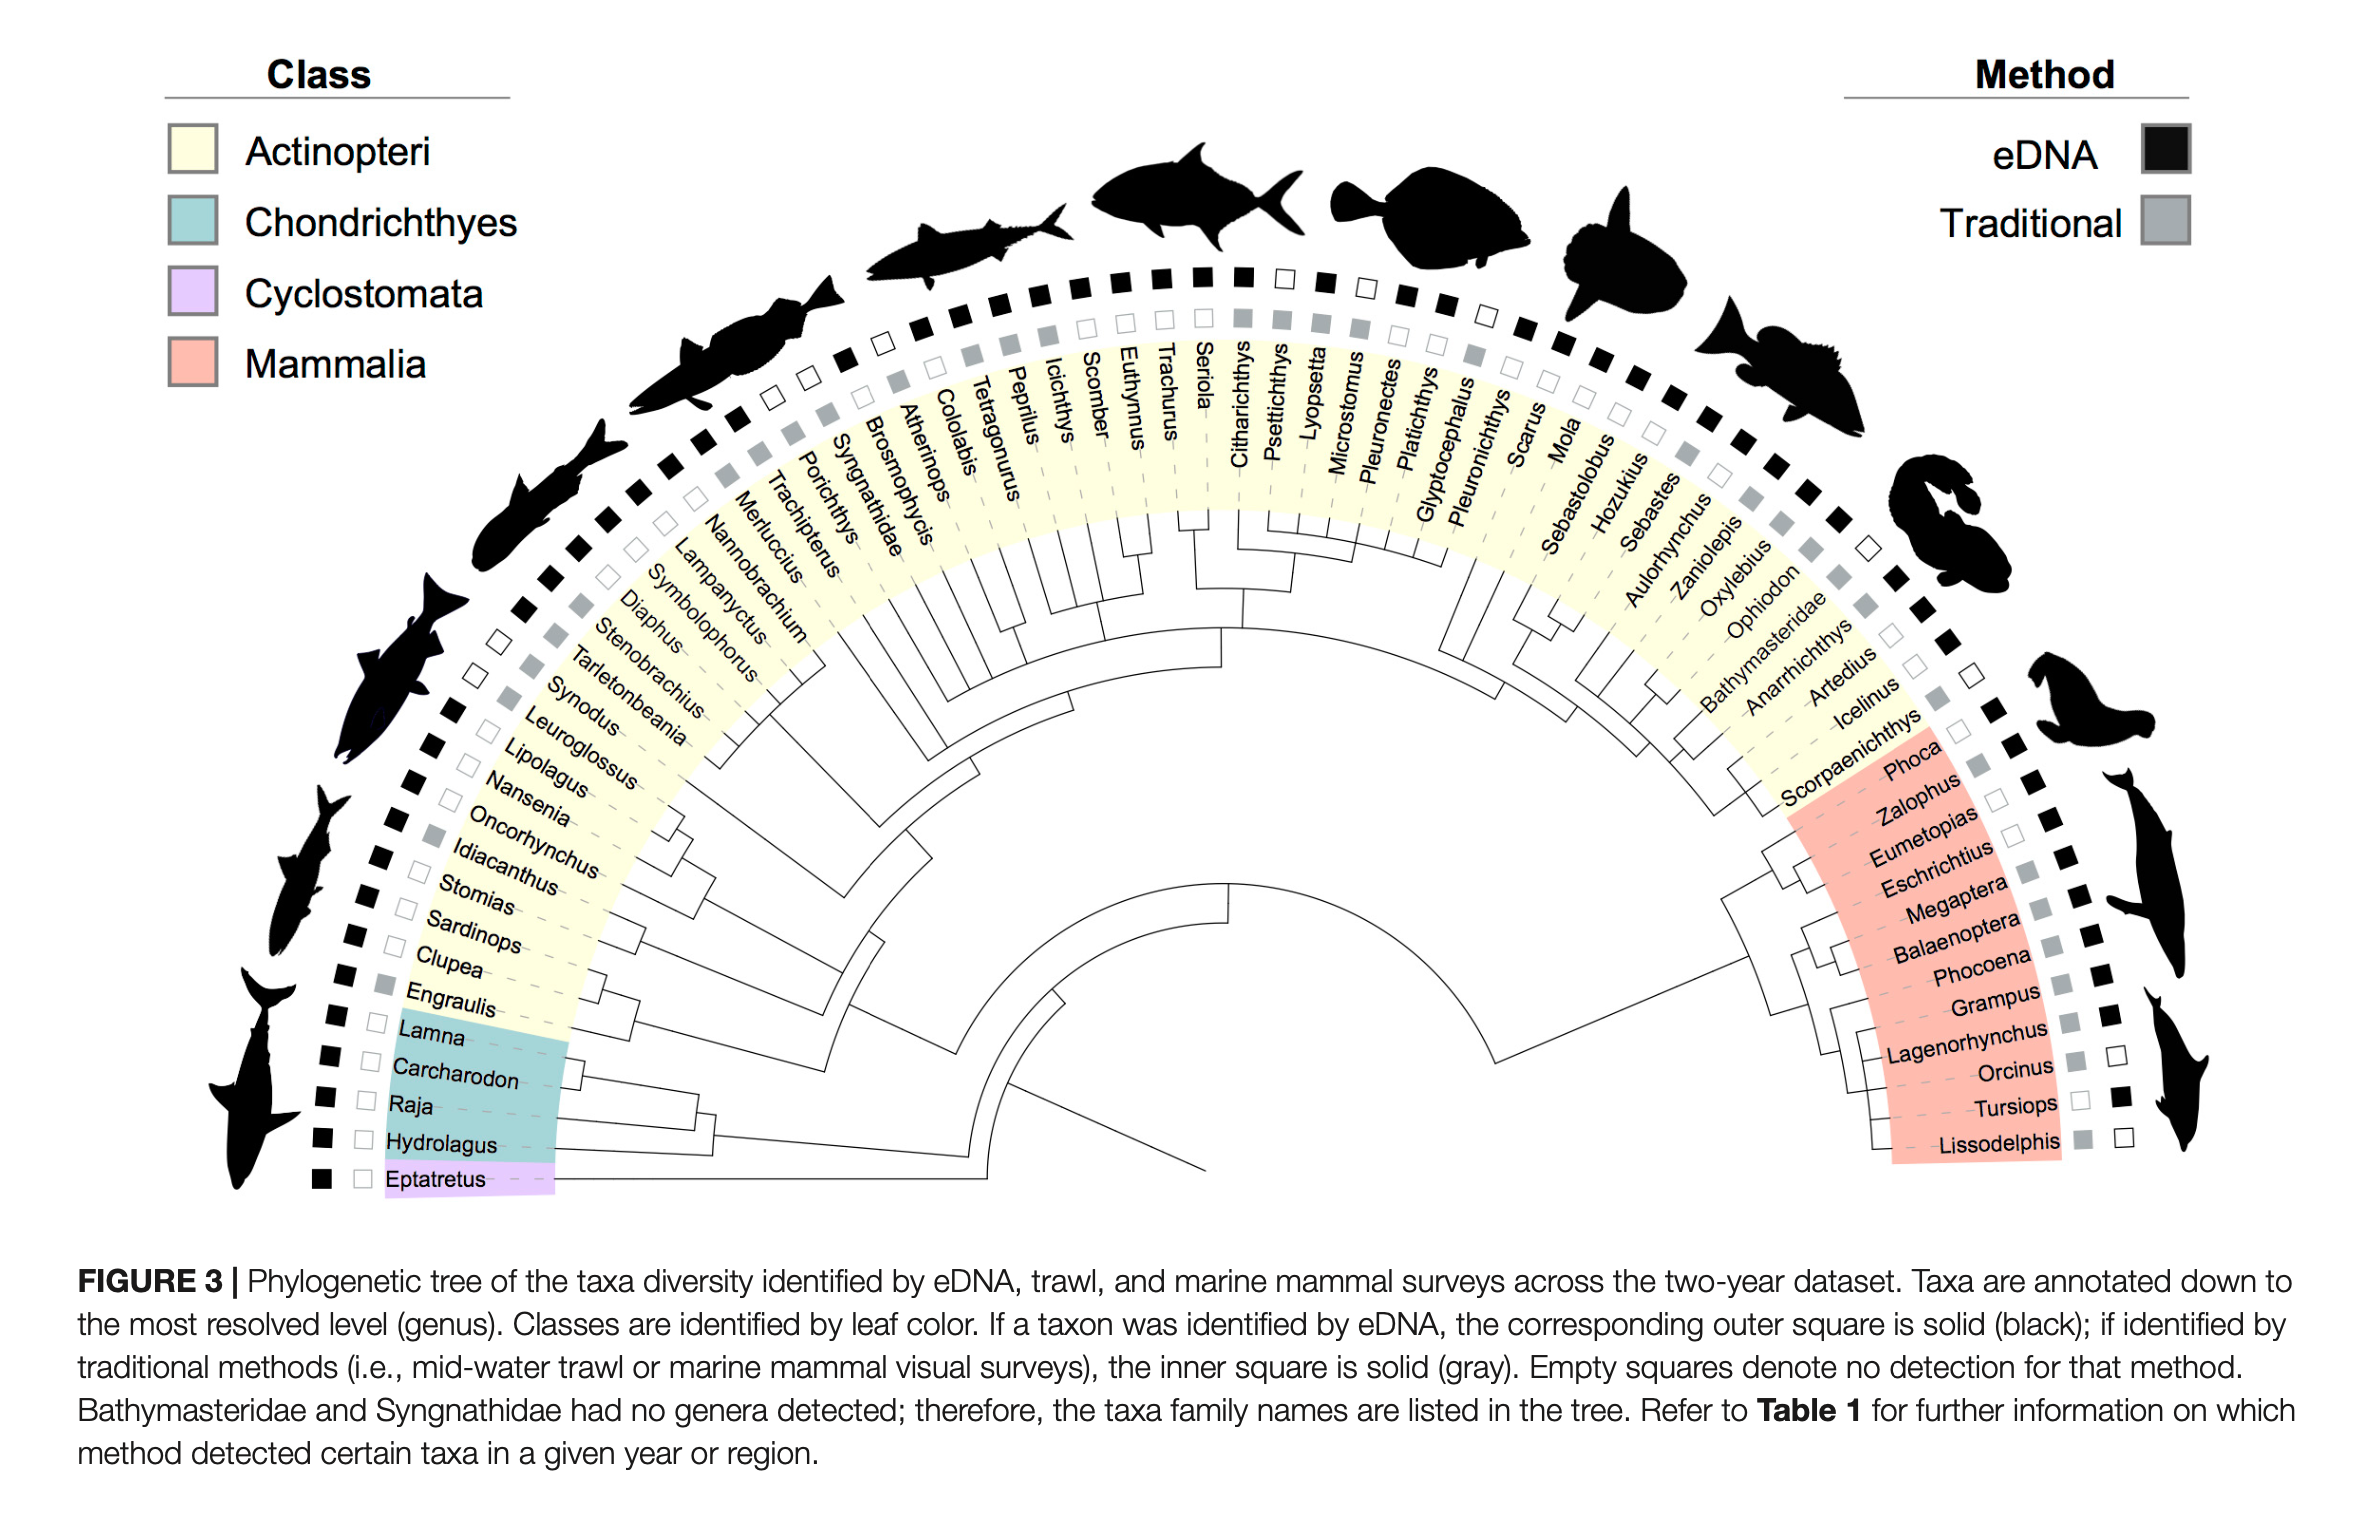 Class
Actinopteri
Chondrichthyes
Cyclostomata
Mammalia
Method
eDNA
Traditional
Eptatretus
Hydrolagus
Raja
Carcharodon
Lamna
Engraulis
Clupea
Sardinops
Stomias
Idiacanthus
Oncorhynchus
Nansenia
Lipolagus
Leuroglossus
Synodus
Tarletonbeania
Stenobrachius
Diaphus
Symbolophorus
Lampanyctus
Nannobrachium
Merluccius
Trachipterus
Porichthys
Syngnathidae
Brosmophycis
Atherinops
Cololabis
Tetragonurus
Peprilus
Icichthys
Scomber
Euthynnus
Trachurus
Seriola
Citharichthys
Psettichthys
Lyopsetta
Microstomus
Pleuronectes
Platichthys
Glyptocephalus
Pleuronichthys
Scarus
Mola
Sebastolobus
Hozukius
Sebastes
Aulorhynchus
Zaniolepis
Oxylebius
Ophiodon
Bathymasteridae
Anarrhichthys
Artedius
Icelinus
Scorpaenichthys
Phoca
Zalophus
Eumetopias
Eschrichtius
Megaptera
Balaenoptera
Phocoena
Grampus
Lagenorhynchus
Orcinus
Tursiops
Lissodelphis
FIGURE 3 | Phylogenetic tree of the taxa diversity identified by eDNA, trawl, and marine mammal surveys across the two-year dataset. Taxa are annotated down to
the most resolved level (genus). Classes are identified by leaf color. If a taxon was identified by eDNA, the corresponding outer square is solid (black); if identified by
traditional methods (i.e., mid-water trawl or marine mammal visual surveys), the inner square is solid (gray). Empty squares denote no detection for that method.
Bathymasteridae and Syngnathidae had no genera detected; therefore, the taxa family names are listed in the tree. Refer to Table 1 for further information on which
method detected certain taxa in a given year or region.